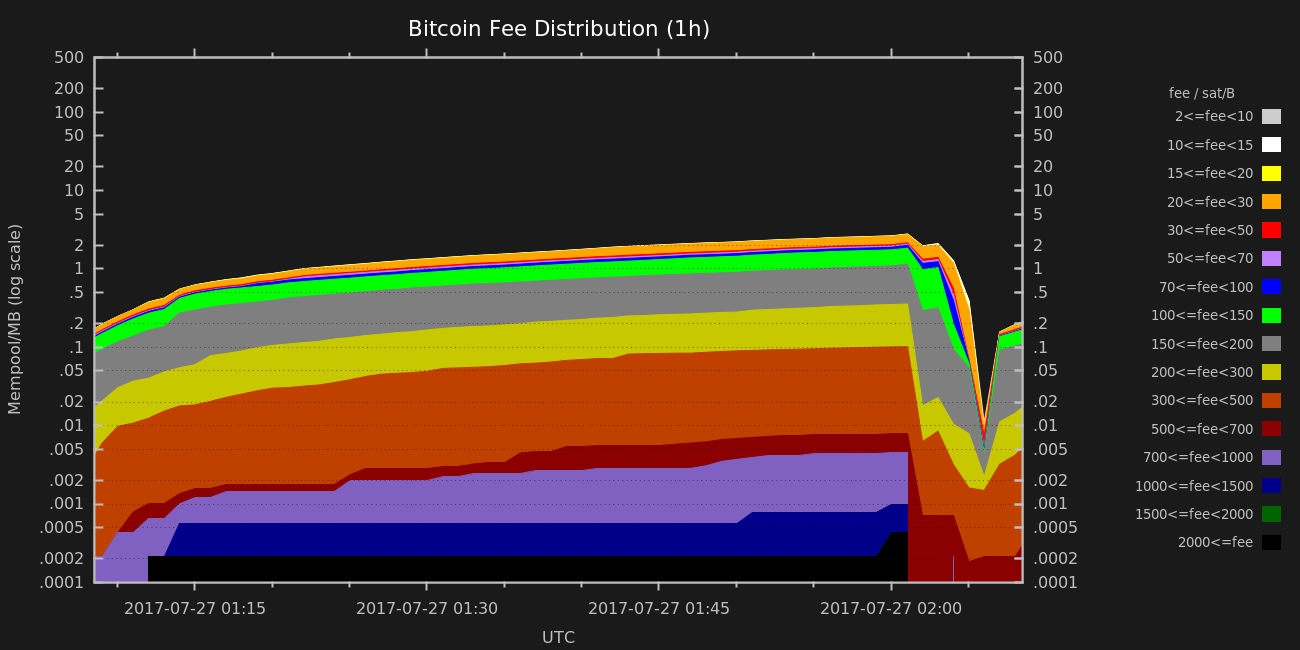 Bitcoin Fee Distribution (1h)
500 500
200 200
100 100
50 50
20 20
10 10
5 5
2 2
1 1
.5 .5
.2 .2
.1 .1
.05 .05
.02 .02
.01 .01
.005 .005
.002 .002
.001 .001
.0005 .0005
.0002 .0002
.0001 .0001
Mempool/MB (log scale)
2017-07-27 01:15 2017-07-27 01:30 2017-07-27 01:45 2017-07-27 02:00
UTC
fee / sat/B
2<=fee<10
10<=fee<15
15<=fee<20
20<=fee<30
30<=fee<50
50<=fee<70
70<=fee<100
100<=fee<150
150<=fee<200
200<=fee<300
300<=fee<500
500<=fee<700
700<=fee<1000
1000<=fee<1500
1500<=fee<2000
2000<=fee